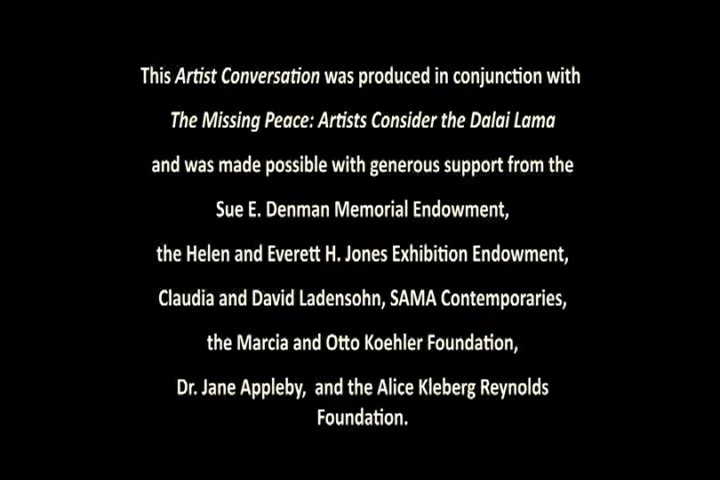 This Artist Conversation was produced in conjunction with
The Missing Peace: Artists Consider the Dalai Lama
and was made possible with generous support from the
Sue E. Denman Memorial Endowment,
the Helen and Everett H. Jones Exhibition Endowment,
Claudia and David Ladensohn, SAMA Contemporaries,
the Marcia and Otto Koehler Foundation,
Dr. Jane Appleby,  and the Alice Kleberg Reynolds
Foundation.